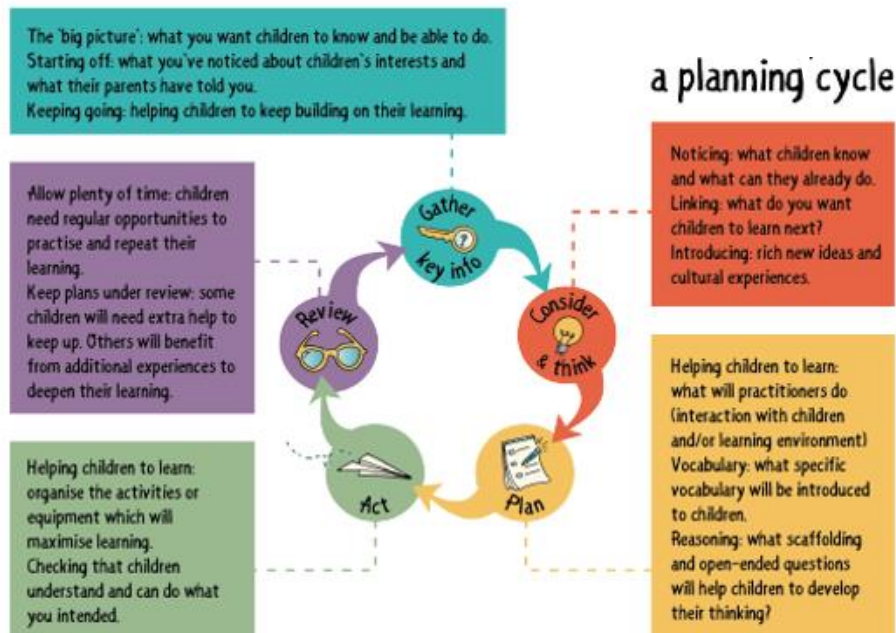 The 'big picture': what you want children to know and be able to do.
Starting off: what you've noticed about children's interests and
what their parents have told you.
Keeping going: helping children to keep building on their learning.
a planning cycle
Noticing: what children know
and what can they already do.
Linking: what do you want
children to learn next?
Introducing: rich new ideas and
cultural experiences.
Allow plenty of time: children
need regular opportunities to
practise and repeat their
learning.
Keep plans under review: some
children will need extra help to
keep up. Others will benefit
from additional experiences to
deepen their learning.
Gather
?
key info
Consider
& think
Review
Helping children to learn:
what will practitioners do
(interaction with children
and/or learning environment)
Vocabulary: what specific
vocabulary will be introduced
to children.
Reasoning: what scaffolding
and open-ended questions
will help children to develop
their thinking?
Plan
Act
Helping children to learn:
organise the activities or
equipment which will
maximise learning.
Checking that children
understand and can do what
you intended.